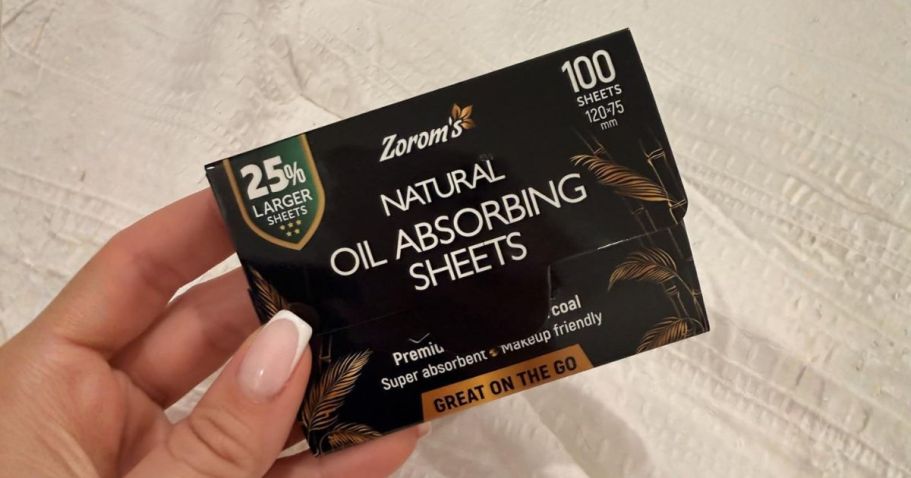 Zorom's
100
SHEETS
120×75
mm
25%
LARGER
SHEETS
NATURAL
OIL ABSORBING
SHEETS
Super absorbent Makeup friendly
GREAT ON THE GO